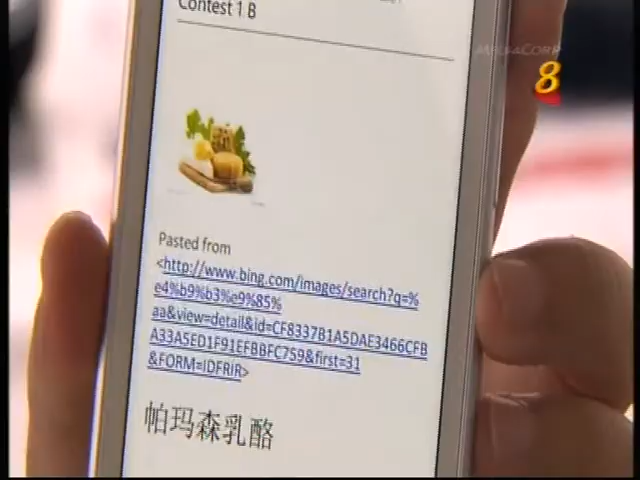 Contest 1 B
MEDIACORP
8
Pasted from
<http://www.bing.com/images/search?q=%
e4%b9%b3%e9%85%
aa&view=detail&id=CF8337B1A5DAE3466CFB
A33A5ED1F91EFBBFC759&first=31
&FORM=IDFRIR>
帕玛森乳酪